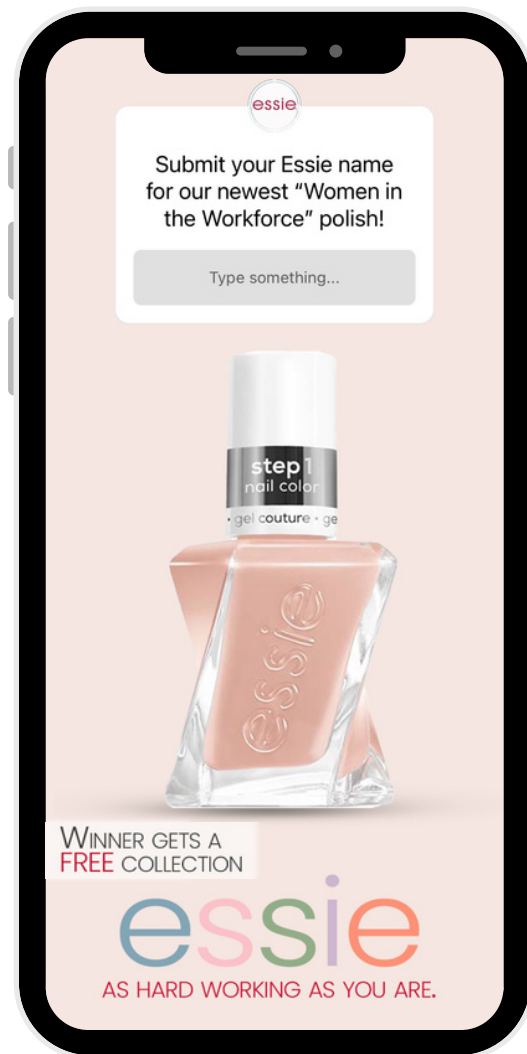 essie
Submit your Essie name
for our newest “Women in
the Workforce” polish!
Type something...
step 1
nail color
· gel couture · ge
essie
WINNER GETS A
FREE COLLECTION
essie
AS HARD WORKING AS YOU ARE.